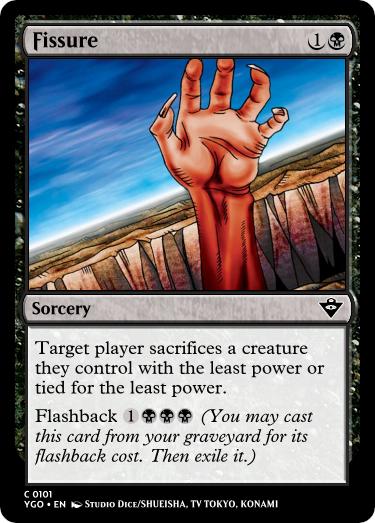 Fissure 1
Sorcery
Target player sacrifices a creature
they control with the least power or
tied for the least power.
Flashback 1 (You may cast
this card from your graveyard for its
flashback cost. Then exile it.)
C 0101
YGO • EN Studio Dice/SHUEISHA, TV TOKYO, KONAMI